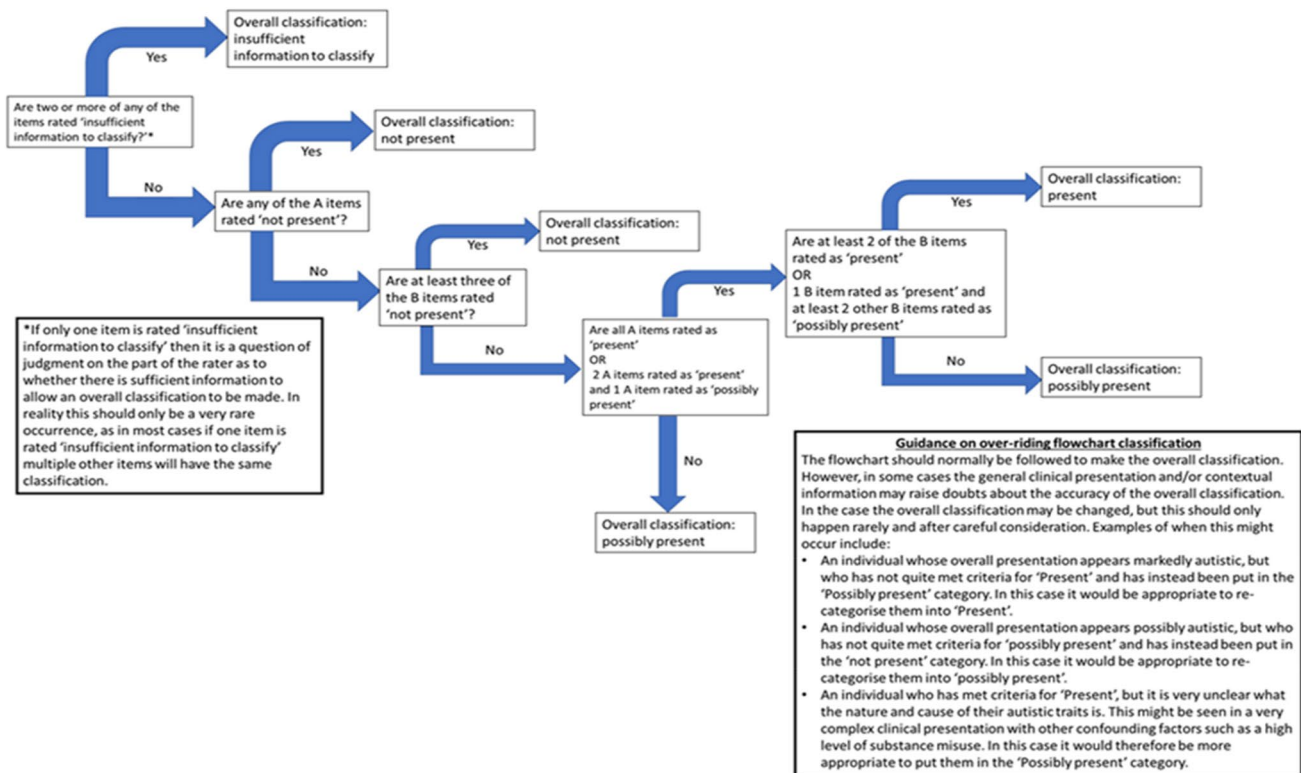 Overall classification:
insufficient
information to classify
Yes
Are two or more of any of the
items rated ‘insufficient
information to classify?’*
No
Overall classification:
not present
Yes
Are any of the A items
rated ‘not present’?
No
Overall classification:
not present
Yes
Are at least three of
the B items rated
‘not present’?
No
Are all A items rated as
‘present’
OR
2 A items rated as ‘present’
and 1 A item rated as ‘possibly
present’
Yes
No
Overall classification:
possibly present
Are at least 2 of the B items
rated as ‘present’
OR
1 B item rated as ‘present’ and
at least 2 other B items rated as
‘possibly present’
Yes
Overall classification:
present
No
Overall classification:
possibly present
*If only one item is rated ‘insufficient
information to classify’ then it is a question of
judgment on the part of the rater as to
whether there is sufficient information to
allow an overall classification to be made. In
reality this should only be a very rare
occurrence, as in most cases if one item is
rated ‘insufficient information to classify’
multiple other items will have the same
classification.
Guidance on over-riding flowchart classification
The flowchart should normally be followed to make the overall classification.
However, in some cases the general clinical presentation and/or contextual
information may raise doubts about the accuracy of the overall classification.
In the case the overall classification may be changed, but this should only
happen rarely and after careful consideration. Examples of when this might
occur include:
• An individual whose overall presentation appears markedly autistic, but
who has not quite met criteria for ‘Present’ and has instead been put in the
‘Possibly present’ category. In this case it would be appropriate to re-
categorise them into ‘Present’.
• An individual whose overall presentation appears possibly autistic, but who
has not quite met criteria for ‘possibly present’ and has instead been put in
the ‘not present’ category. In this case it would be appropriate to re-
categorise them into ‘possibly present’.
• An individual who has met criteria for ‘Present’, but it is very unclear what
the nature and cause of their autistic traits is. This might be seen in a very
complex clinical presentation with other confounding factors such as a high
level of substance misuse. In this case it would therefore be more
appropriate to put them in the ‘Possibly present’ category.